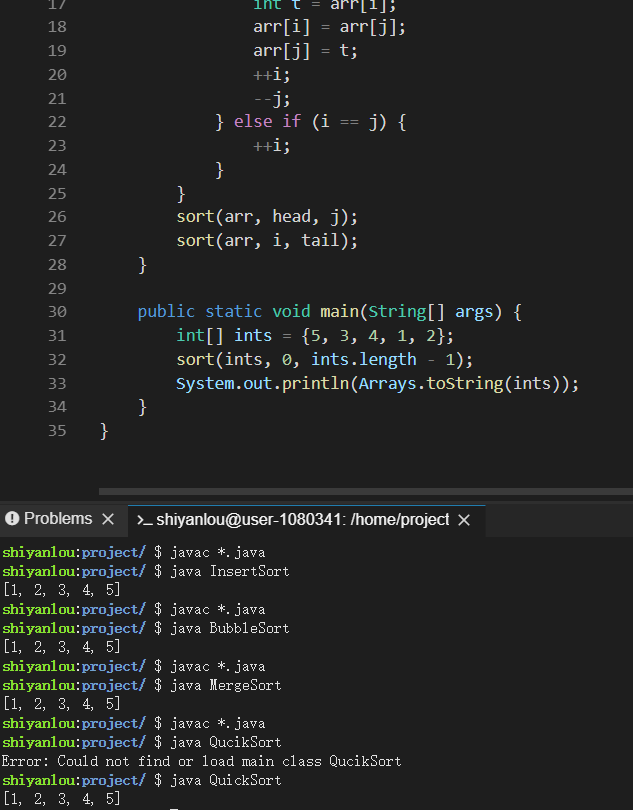 17                 int t = arr[i];
18                 arr[i] = arr[j];
19                 arr[j] = t;
20                 ++i;
21                 --j;
22             } else if (i == j) {
23                 ++i;
24             }
25         }
26         sort(arr, head, j);
27         sort(arr, i, tail);
28     }
29
30     public static void main(String[] args) {
31         int[] ints = {5, 3, 4, 1, 2};
32         sort(ints, 0, ints.length - 1);
33         System.out.println(Arrays.toString(ints));
34     }
35 }
Problems × >_ shiyanlou@user-1080341: /home/project ×
shiyanlou:project/ $ javac *.java
shiyanlou:project/ $ java InsertSort
[1, 2, 3, 4, 5]
shiyanlou:project/ $ javac *.java
shiyanlou:project/ $ java BubbleSort
[1, 2, 3, 4, 5]
shiyanlou:project/ $ javac *.java
shiyanlou:project/ $ java MergeSort
[1, 2, 3, 4, 5]
shiyanlou:project/ $ javac *.java
shiyanlou:project/ $ java QucikSort
Error: Could not find or load main class QucikSort
shiyanlou:project/ $ java QuickSort
[1, 2, 3, 4, 5]